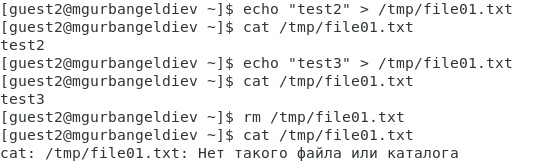 [guest2@mgurbangeldiev ~]$ echo "test2" > /tmp/file01.txt
[guest2@mgurbangeldiev ~]$ cat /tmp/file01.txt
test2
[guest2@mgurbangeldiev ~]$ echo "test3" > /tmp/file01.txt
[guest2@mgurbangeldiev ~]$ cat /tmp/file01.txt
test3
[guest2@mgurbangeldiev ~]$ rm /tmp/file01.txt
[guest2@mgurbangeldiev ~]$ cat /tmp/file01.txt
cat: /tmp/file01.txt: Нет такого файла или каталога